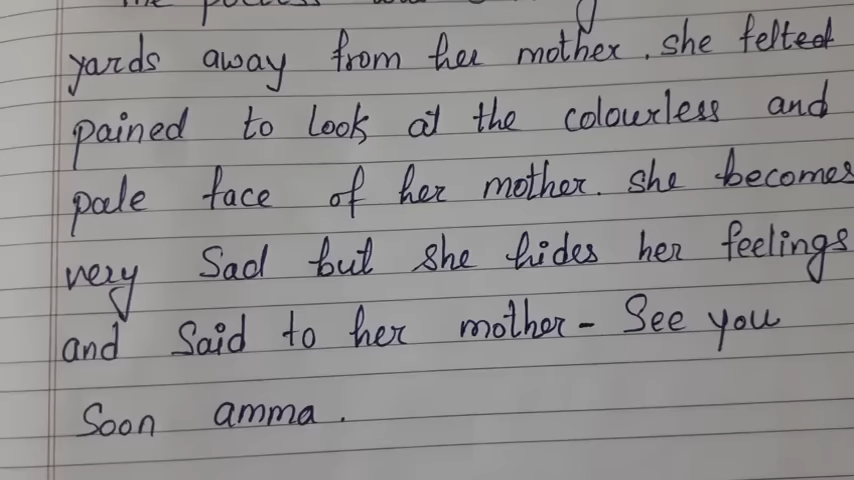 yards away from her mother. she felted
pained to look at the colourless and
pale face of her mother. she becomes
very Sad but she hides her feelings
and Said to her mother - See you
Soon amma.